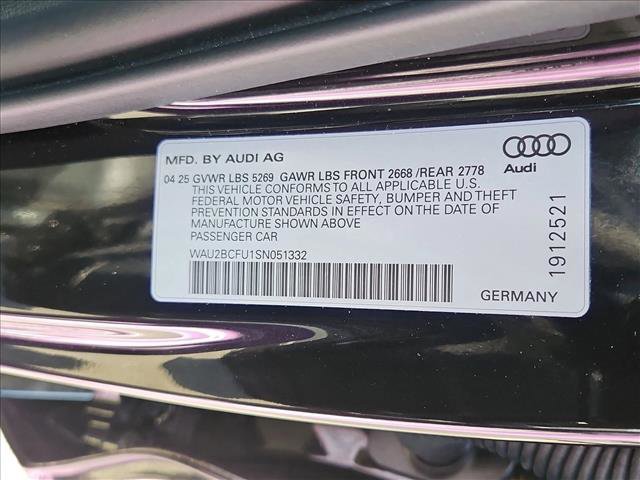 MFD. BY AUDI AG
04 25 GVWR LBS 5269 GAWR LBS FRONT 2668 /REAR 2778
THIS VEHICLE CONFORMS TO ALL APPLICABLE U.S.
FEDERAL MOTOR VEHICLE SAFETY, BUMPER AND THEFT
PREVENTION STANDARDS IN EFFECT ON THE DATE OF
MANUFACTURE SHOWN ABOVE
PASSENGER CAR
WAU2BCFU1SN051332
Audi
1912521
GERMANY